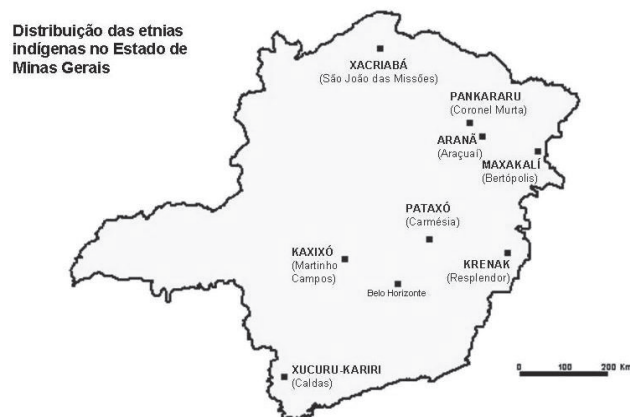 Distribuição das etnias
indígenas no Estado de
Minas Gerais
XACRIABÁ
(São João das Missões)
PANKARARU
(Coronel Murta)
ARANÃ
(Araçuaí)
MAXAKALÍ
(Bertópolis)
PATAXÓ
(Carmésia)
KAXIXÓ
(Martinho
Campos)
KRENAK
(Resplendor)
Belo Horizonte
XUCURU-KARIRI
(Caldas)
0 100 200 Km